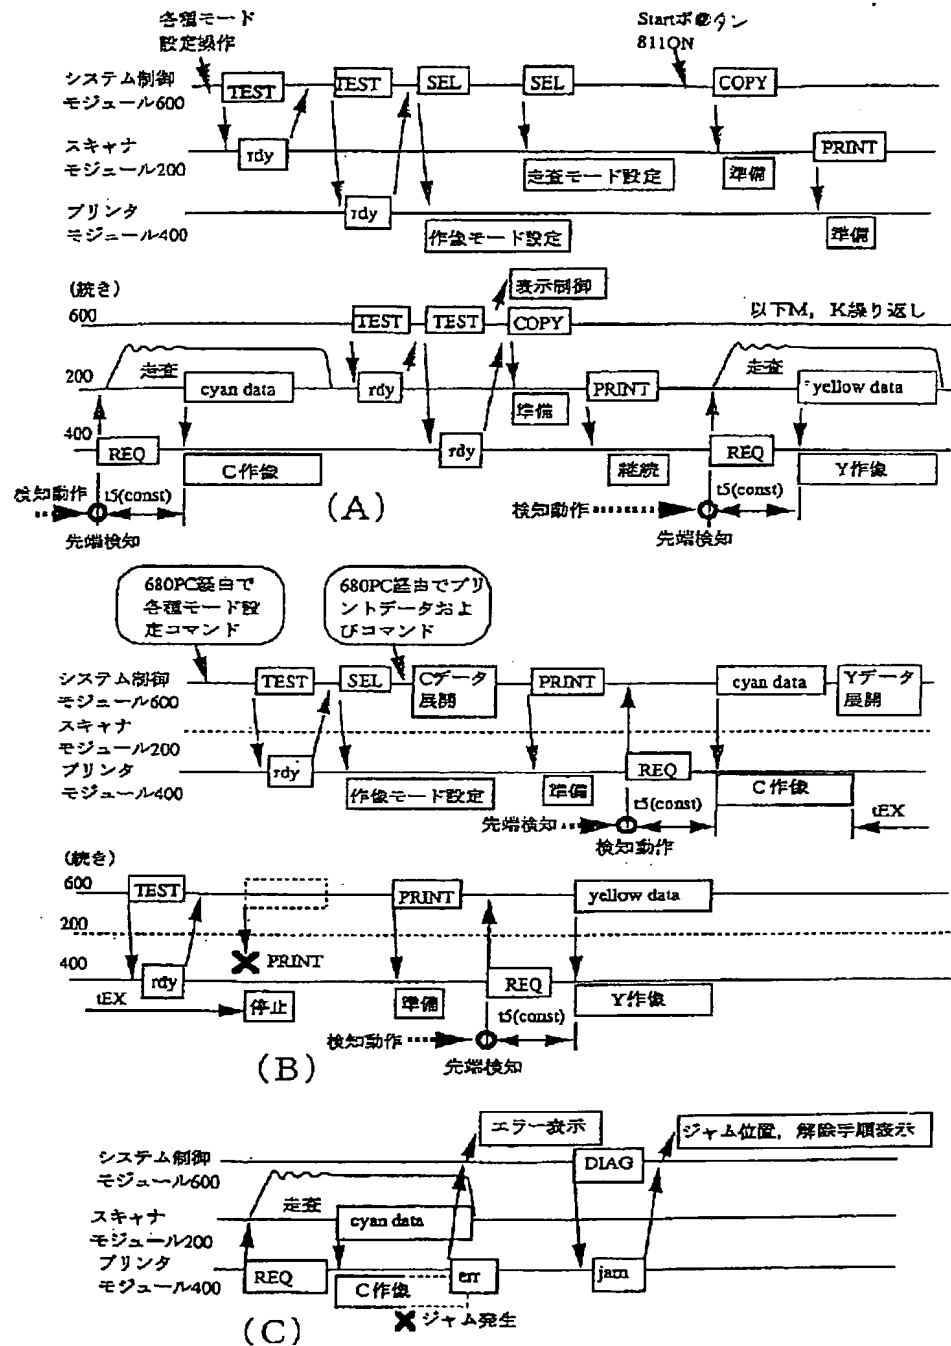 各種モード
設定操作
Startボタン
811ON
システム制御
モジュール600
TEST
TEST
SEL
SEL
COPY
スキャナ
モジュール200
rdy
走査モード設定
準備
PRINT
プリンタ
モジュール400
rdy
作像モード設定
準備
(続き)
600
TEST
TEST
表示制御
COPY
以下M，K繰り返し
200
走査
cyan data
rdy
準備
PRINT
走査
yellow data
400
REQ
C作像
rdy
継続
REQ
Y作像
検知動作
t5(const)
先端検知
(A)
検知動作
t5(const)
先端検知
680PC経由で
各種モード設
定コマンド
680PC経由でプリ
ントデータおよ
びコマンド
システム制御
モジュール600
TEST
SEL
Cデータ
展開
PRINT
cyan data
Yデータ
展開
スキャナ
モジュール200
プリンタ
モジュール400
rdy
作像モード設定
準備
REQ
C作像
先端検知
t5(const)
検知動作
tEX
(続き)
600
TEST
PRINT
yellow data
200
PRINT
400
rdy
tEX
停止
準備
REQ
Y作像
検知動作
t5(const)
先端検知
(B)
エラー表示
ジャム位置，解除手順表示
システム制御
モジュール600
DIAG
スキャナ
モジュール200
走査
cyan data
プリンタ
モジュール400
REQ
C作像
err
jam
ジャム発生
(C)